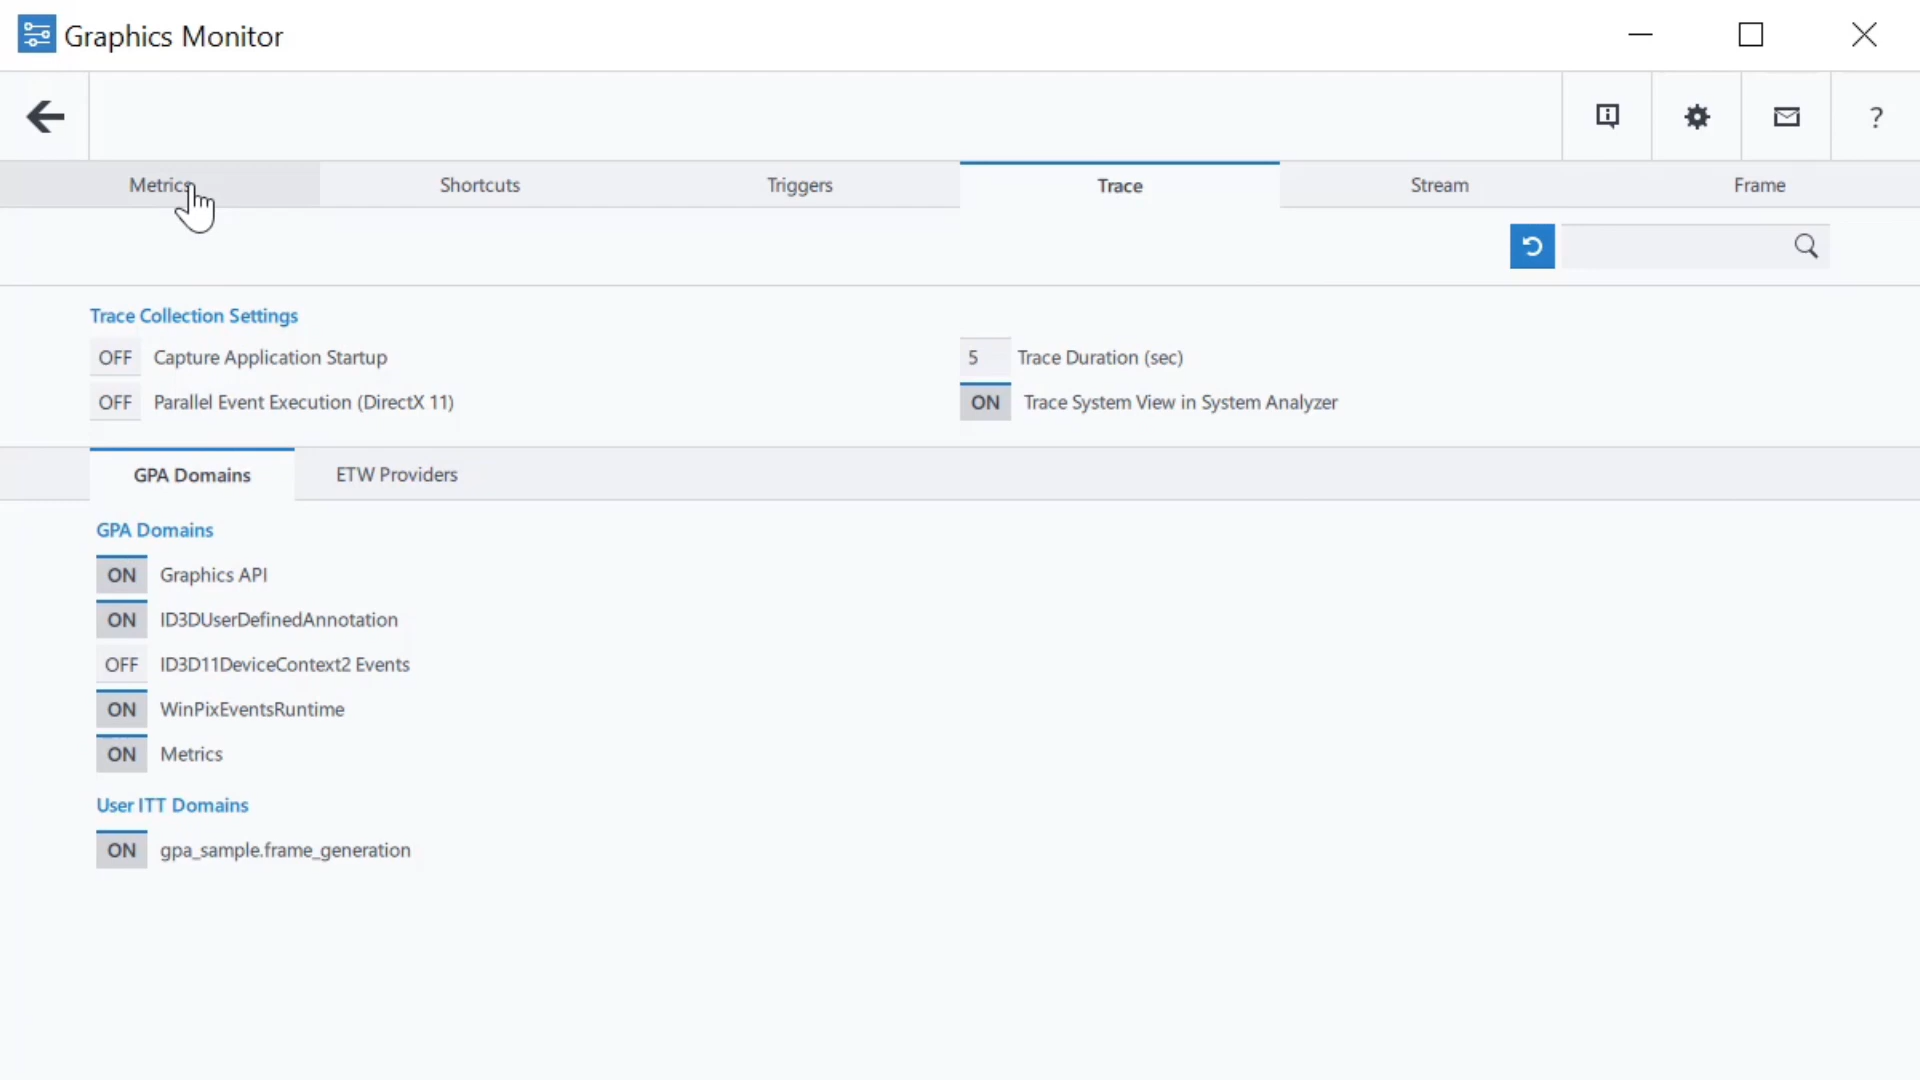 Graphics Monitor
?
Metrics
Shortcuts
Triggers
Trace
Stream
Frame
Trace Collection Settings
OFF Capture Application Startup
5 Trace Duration (sec)
OFF Parallel Event Execution (DirectX 11)
ON Trace System View in System Analyzer
GPA Domains
ETW Providers
GPA Domains
ON Graphics API
ON ID3DUserDefinedAnnotation
OFF ID3D11DeviceContext2 Events
ON WinPixEventsRuntime
ON Metrics
User ITT Domains
ON gpa_sample.frame_generation